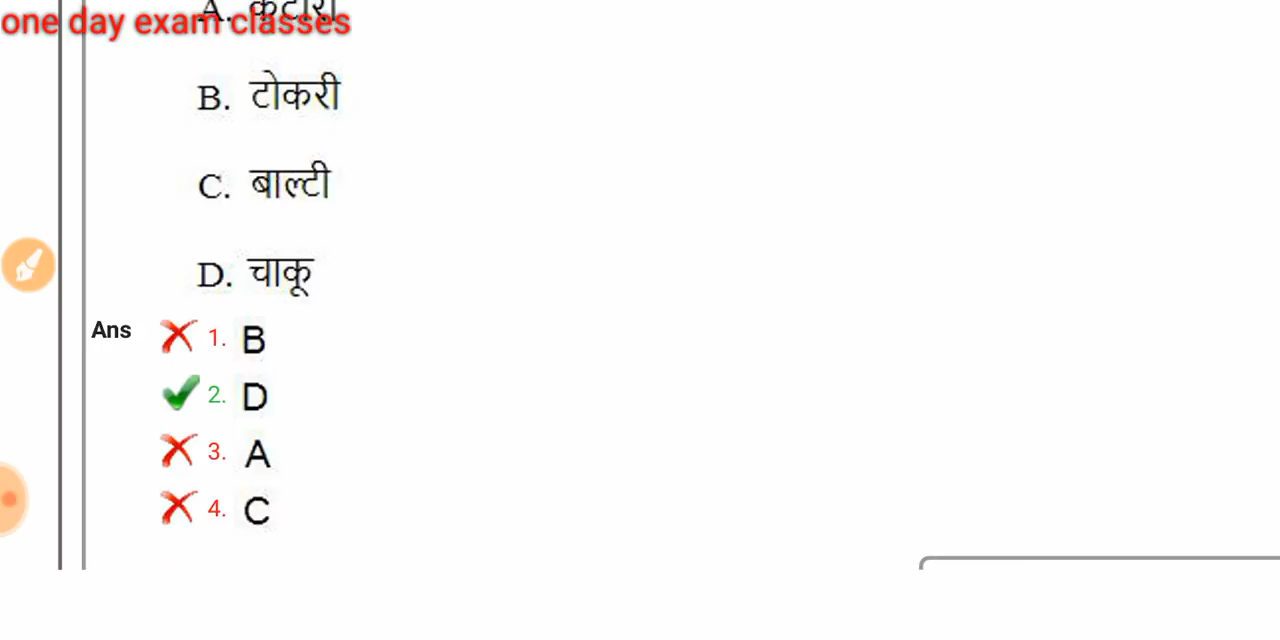 one day exam classes
A.
B. टोकरी
C. बाल्टी
D. चाकू
Ans 1. B
2. D
3. A
4. C